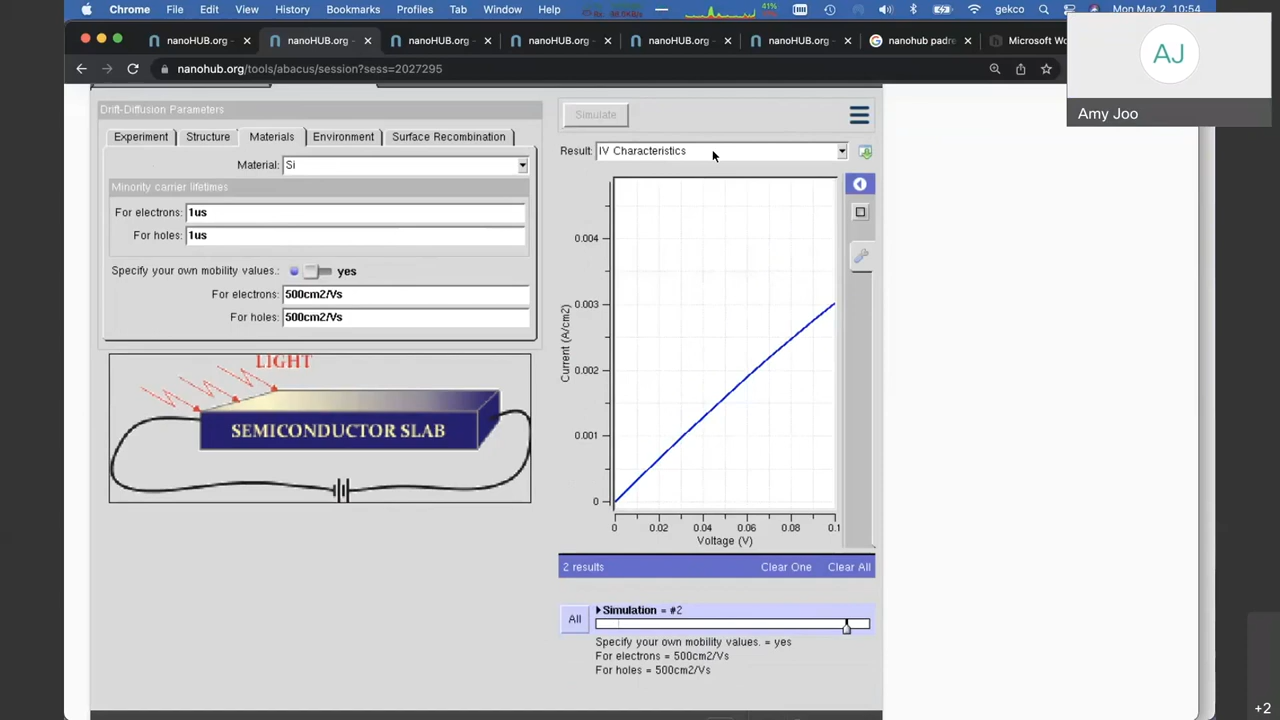 Chrome File Edit View History Bookmarks Profiles Tab Window Help 41% gekco Mon May 2 10:54
nanoHUB.org - nanoHUB.org - nanoHUB.org - nanoHUB.org - nanoHUB.org - nanoHUB.org - nanohub padre Microsoft Wo
nanohub.org/tools/abacus/session?sess=2027295
AJ
Amy Joo
Drift-Diffusion Parameters
Experiment Structure Materials Environment Surface Recombination
Material: Si
Minority carrier lifetimes
For electrons: 1us
For holes: 1us
Specify your own mobility values.: yes
For electrons: 500cm2/Vs
For holes: 500cm2/Vs
LIGHT
SEMICONDUCTOR SLAB
Simulate
Result: IV Characteristics
Current (A/cm2)
0.004
0.003
0.002
0.001
0
0 0.02 0.04 0.06 0.08 0.1
Voltage (V)
2 results Clear One Clear All
All
Simulation = #2
Specify your own mobility values. = yes
For electrons = 500cm2/Vs
For holes = 500cm2/Vs
+2